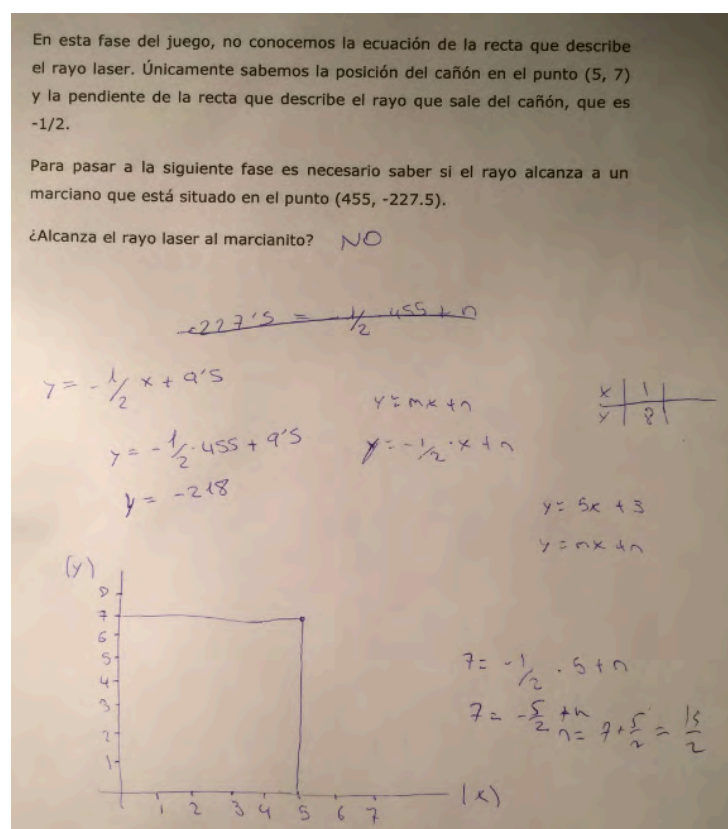 En esta fase del juego, no conocemos la ecuación de la recta que describe
el rayo laser. Únicamente sabemos la posición del cañón en el punto (5, 7)
y la pendiente de la recta que describe el rayo que sale del cañón, que es
-1/2.
Para pasar a la siguiente fase es necesario saber si el rayo alcanza a un
marciano que está situado en el punto (455, -227.5).
¿Alcanza el rayo laser al marcianito? NO
-227'5 = -1/2 455 + n
y = -1/2 x + 9'5
y = mx + n
x | 1 |
y | 8 |
y = -1/2 · 455 + 9'5
y = -1/2 · x + n
y = -218
y = 5x + 3
y = mx + n
(y)
8
7
6
5
4
3
2
1
7 = -1/2 · 5 + n
7 = -5/2 + n
n = 7 + 5/2 = 15/2
1 2 3 4 5 6 7 (x)